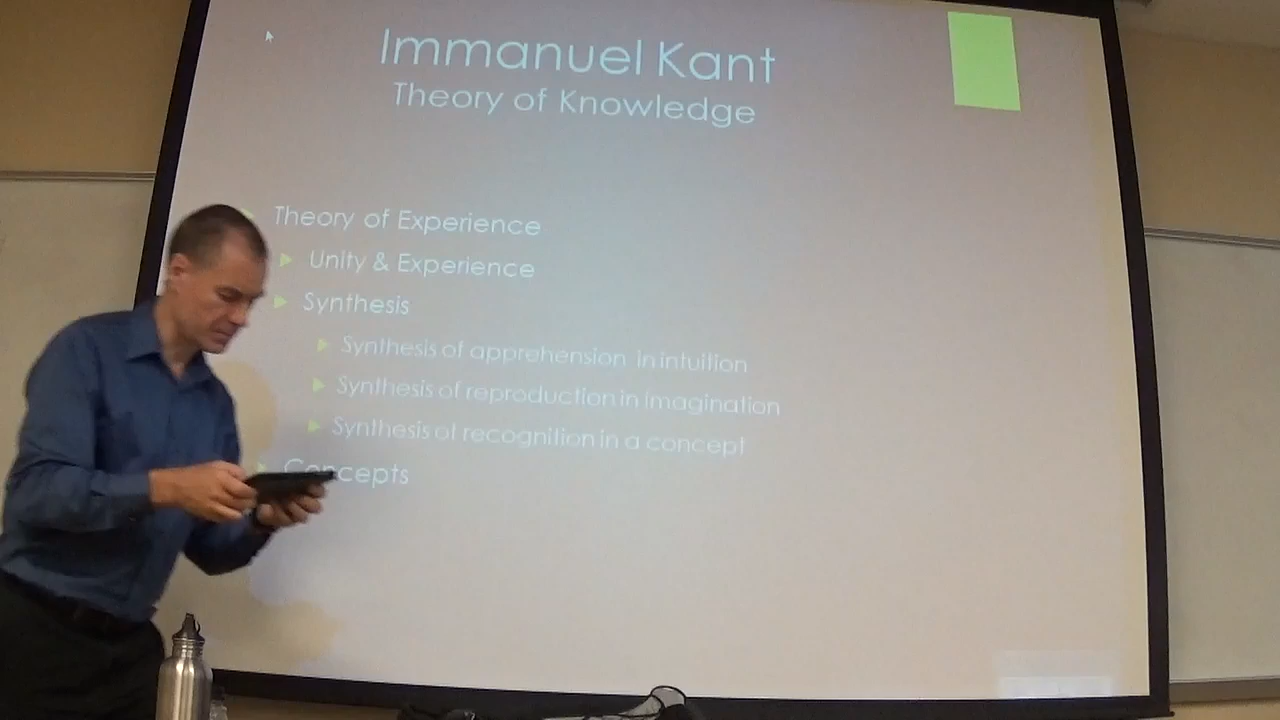 Immanuel Kant
Theory of Knowledge
Theory of Experience
Unity & Experience
Synthesis
Synthesis of apprehension in intuition
Synthesis of reproduction in Imagination
Synthesis of recognition in a concept
Concepts